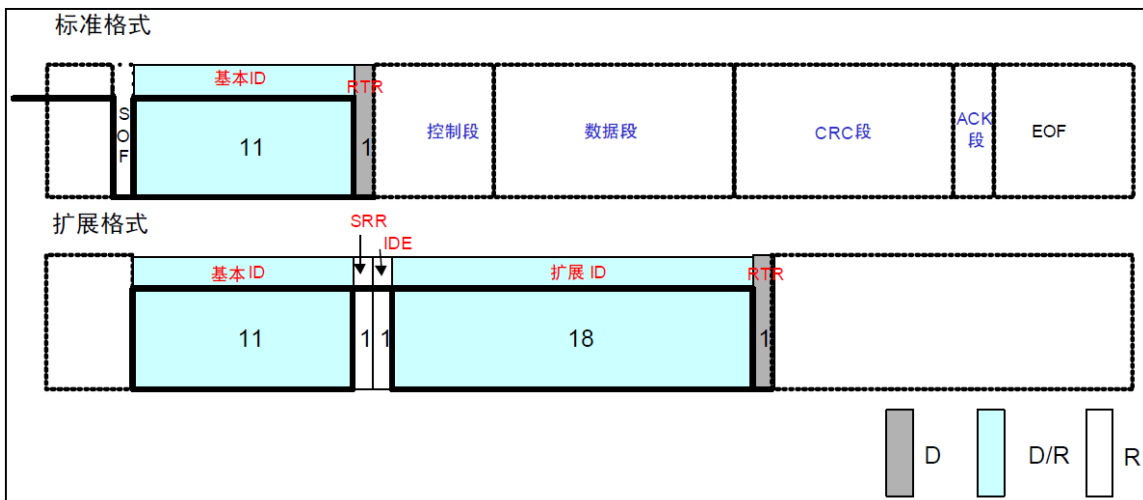 标准格式
基本ID
RTR
SOF
11
1
控制段
数据段
CRC段
ACK
段
EOF
扩展格式
SRR
IDE
基本ID
扩展 ID
RTR
11
1
1
18
1
D
D/R
R